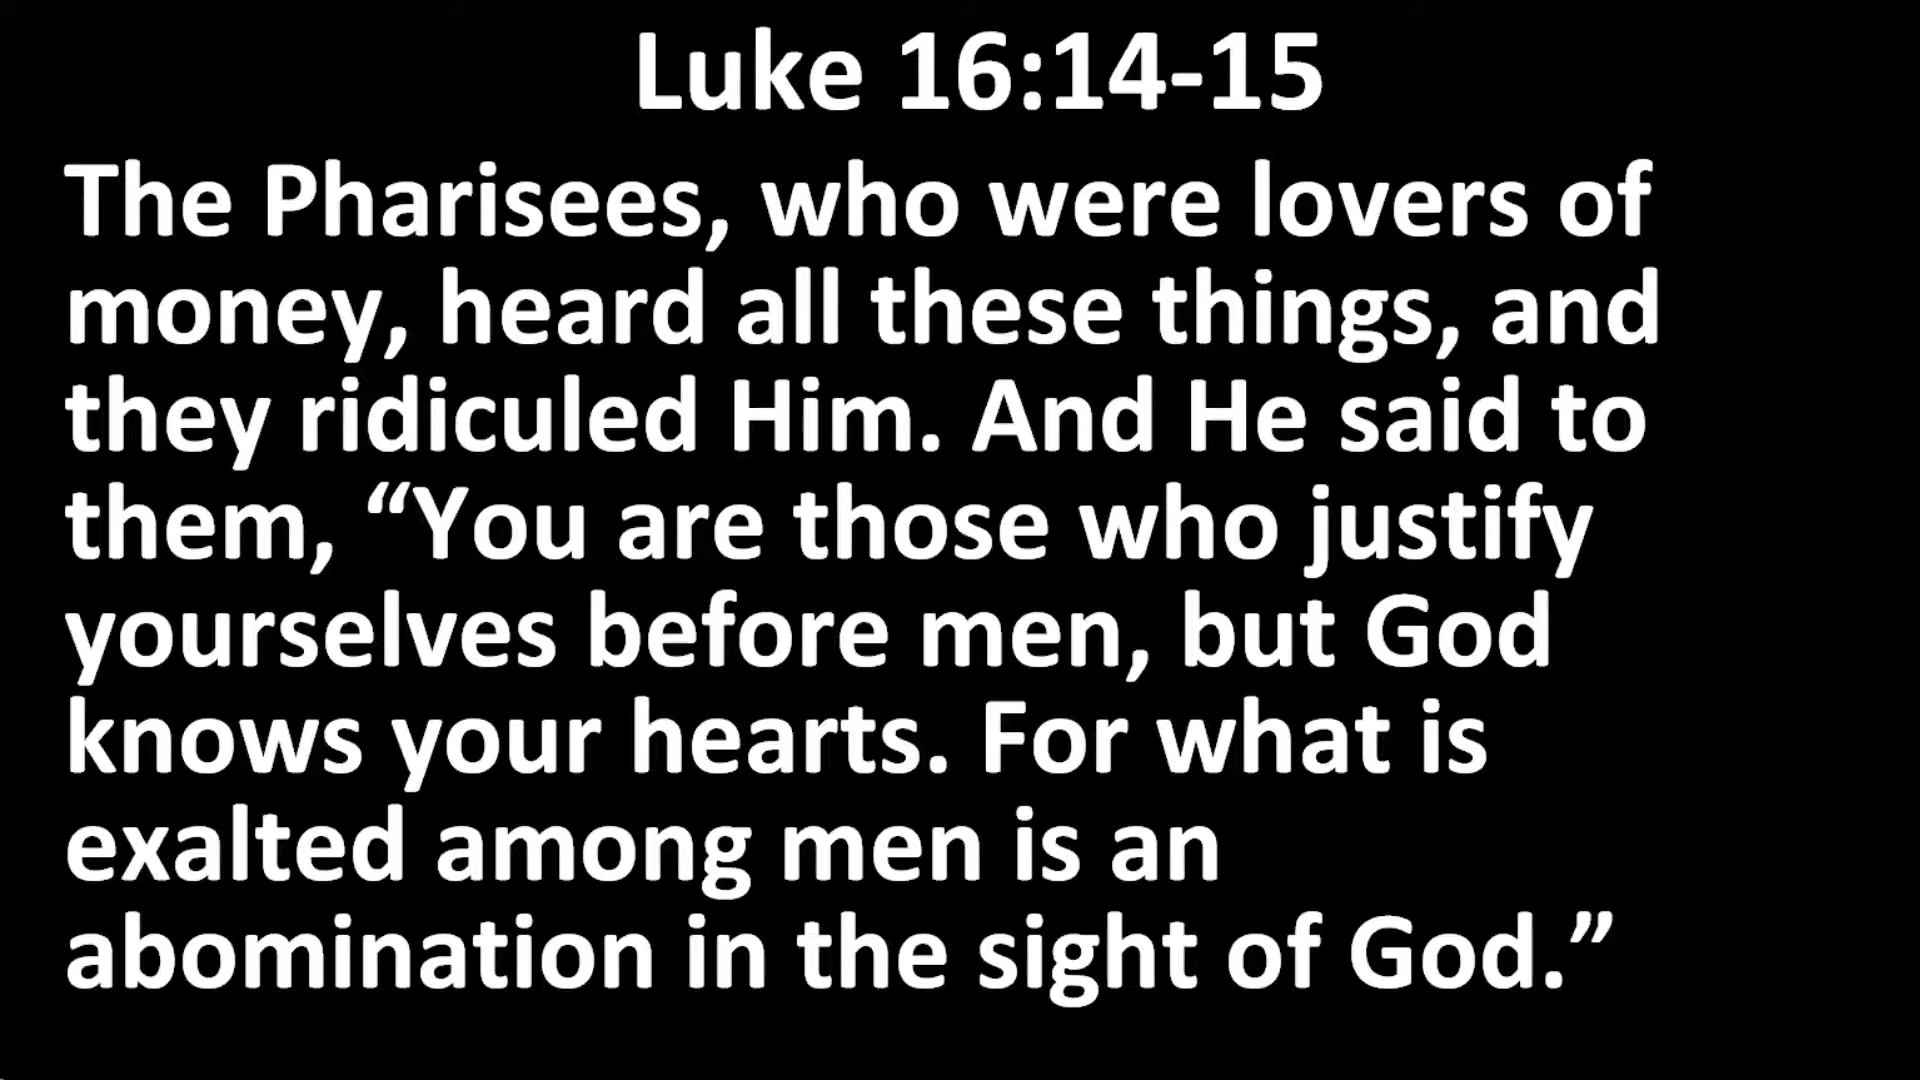 Luke 16:14-15
The Pharisees, who were lovers of
money, heard all these things, and
they ridiculed Him. And He said to
them, “You are those who justify
yourselves before men, but God
knows your hearts. For what is
exalted among men is an
abomination in the sight of God.”